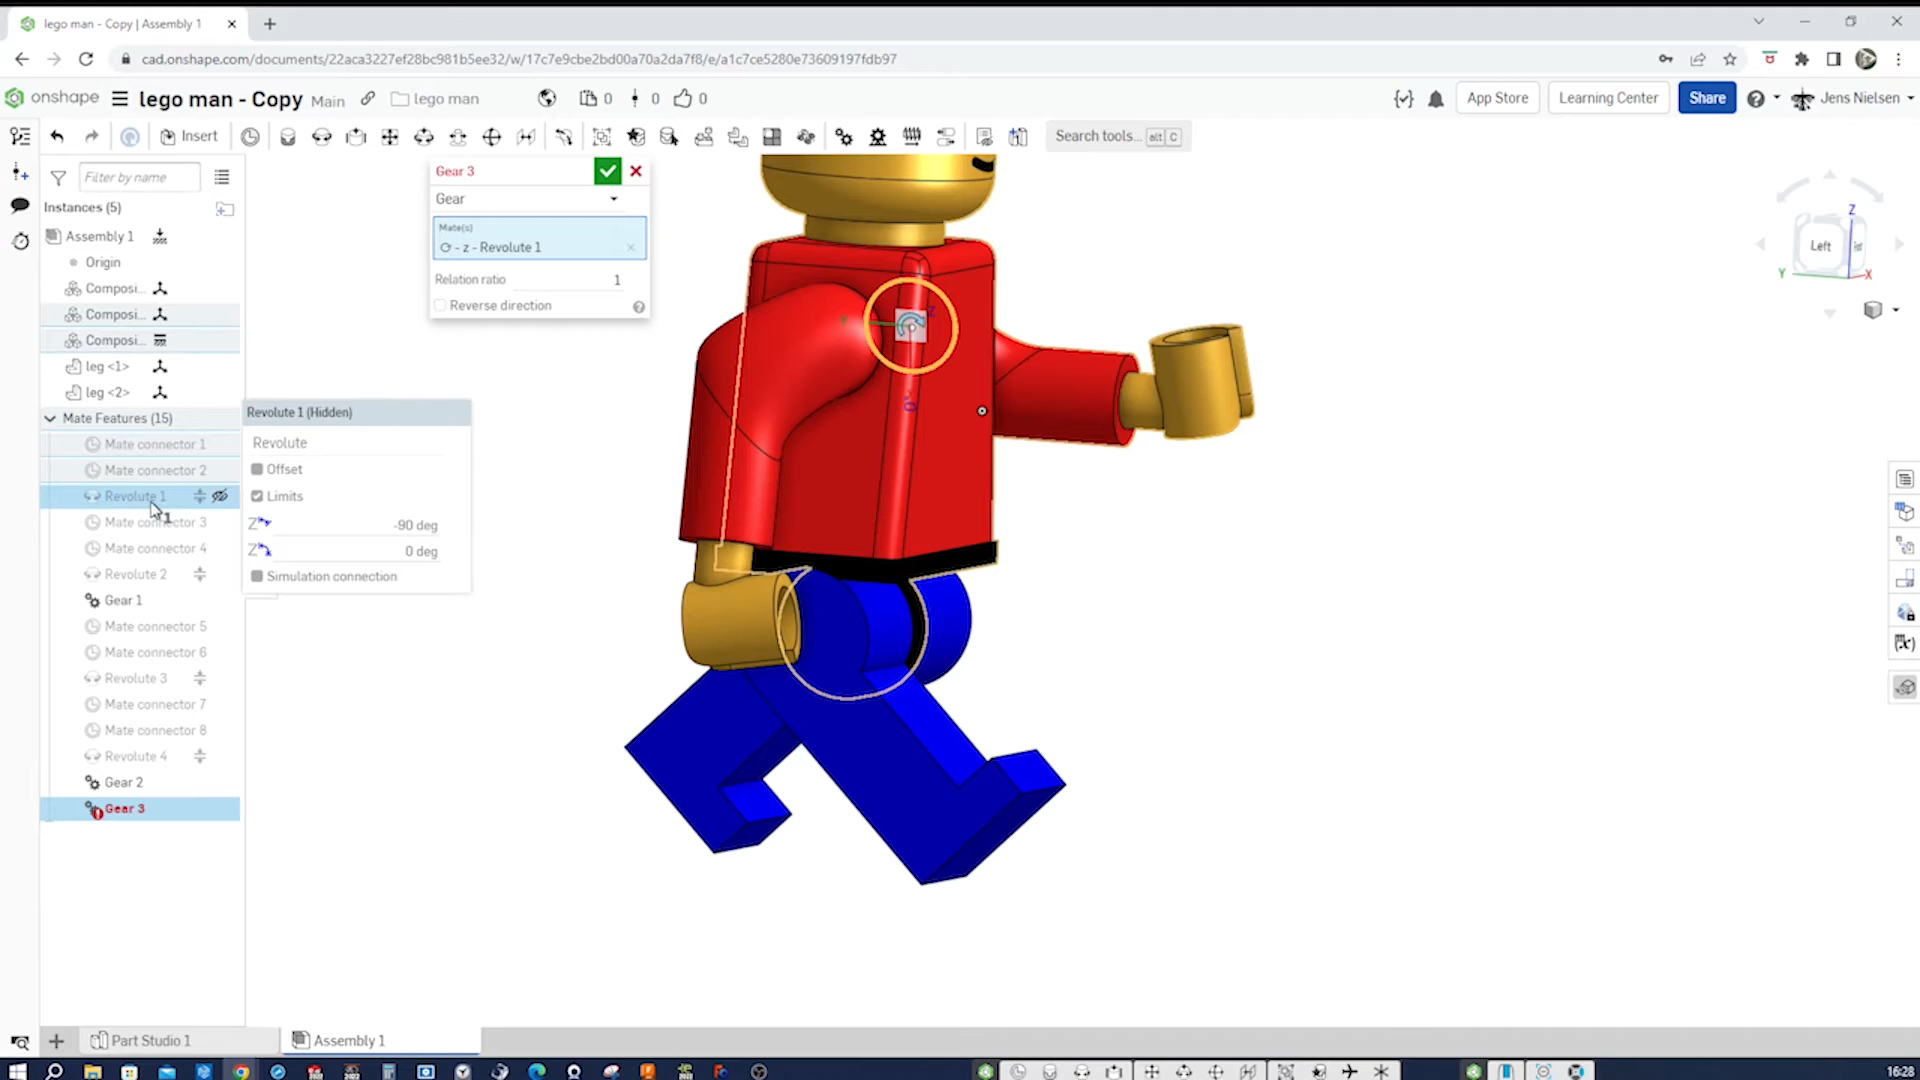 lego man - Copy | Assembly 1
cad.onshape.com/documents/22aca3227ef28bc981b5ee32/w/17c7e9cbe2bd00a70a2da7f8/e/a1c7ce5280e73609197fdb97
onshape lego man - Copy Main lego man 0 0 0 App Store Learning Center Share Jens Nielsen
Insert Search tools... alt C
Filter by name
Instances (5)
Assembly 1
Origin
Composi...
Composi...
Composi...
leg <1>
leg <2>
Mate Features (15)
Mate connector 1
Mate connector 2
Revolute 1
Mate connector 3
Mate connector 4
Revolute 2
Gear 1
Mate connector 5
Mate connector 6
Revolute 3
Mate connector 7
Mate connector 8
Revolute 4
Gear 2
Gear 3
Revolute 1 (Hidden)
Revolute
Offset
Limits
Z -90 deg
Z 0 deg
Simulation connection
Gear 3
Gear
Mate(s)
- z - Revolute 1
Relation ratio 1
Reverse direction
Z
Left
Y
X
Part Studio 1
Assembly 1
16:28